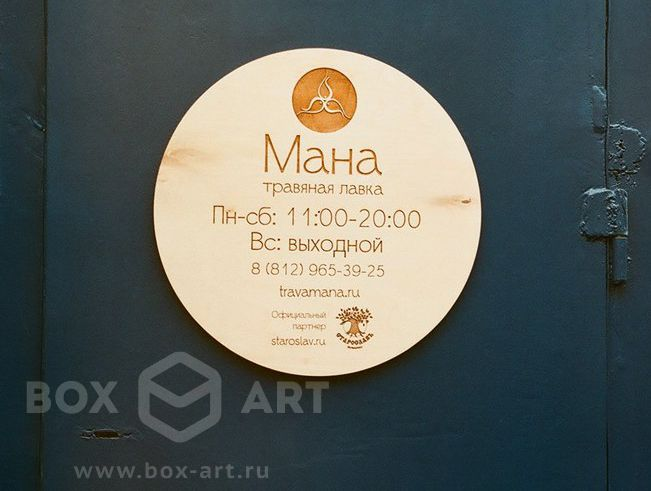 Мана
травяная лавка
Пн-сб: 11:00-20:00
Вс: выходной
8 (812) 965-39-25
travamana.ru
Официальный
партнер
staroslav.ru
СТАРОСЛАВЪ
BOX ART
www.box-art.ru